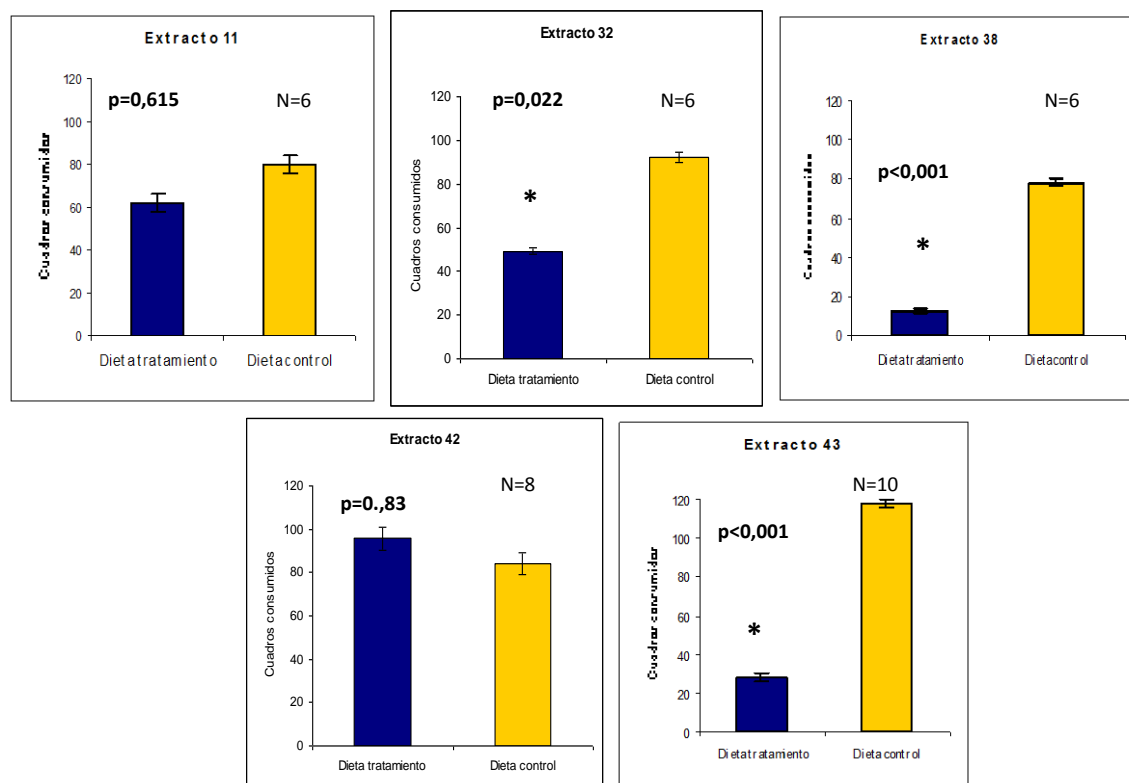 Extracto 11
Cuadros consumidos
120
100
80
60
40
20
0
p=0,615
N=6
Dieta tratamiento
Dieta control
Extracto 32
Cuadros consumidos
120
100
80
60
40
20
0
p=0,022
N=6
*
Dieta tratamiento
Dieta control
Extracto 38
120
100
80
60
40
20
0
N=6
p<0,001
*
Dieta tratamiento
Dieta control
Extracto 42
Cuadros consumidos
120
100
80
60
40
20
0
N=8
p=0.,83
Dieta tratamiento
Dieta control
Extracto 43
Cuadros consumidos
120
100
80
60
40
20
0
N=10
p<0,001
*
Dieta tratamiento
Dieta control